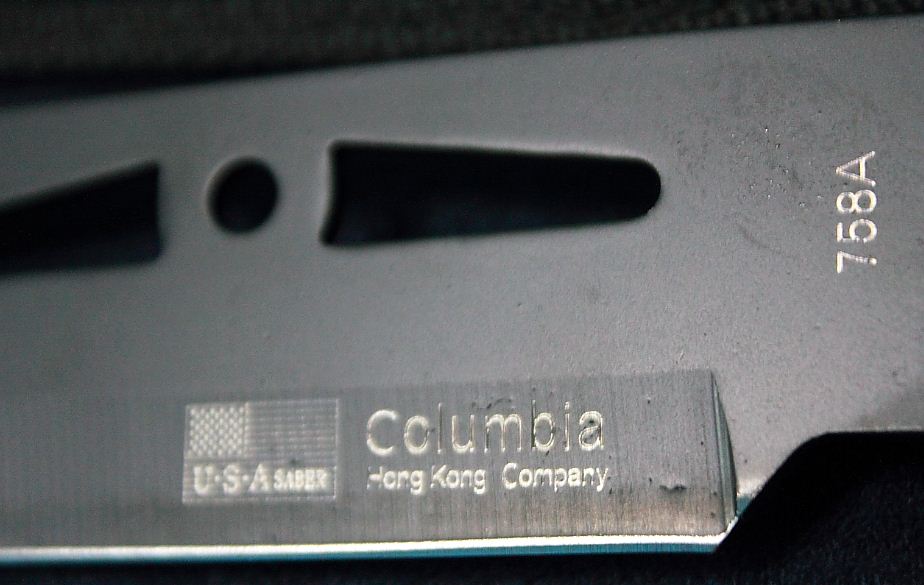 758A
Columbia
Hong Kong Company
U·S·A SABER